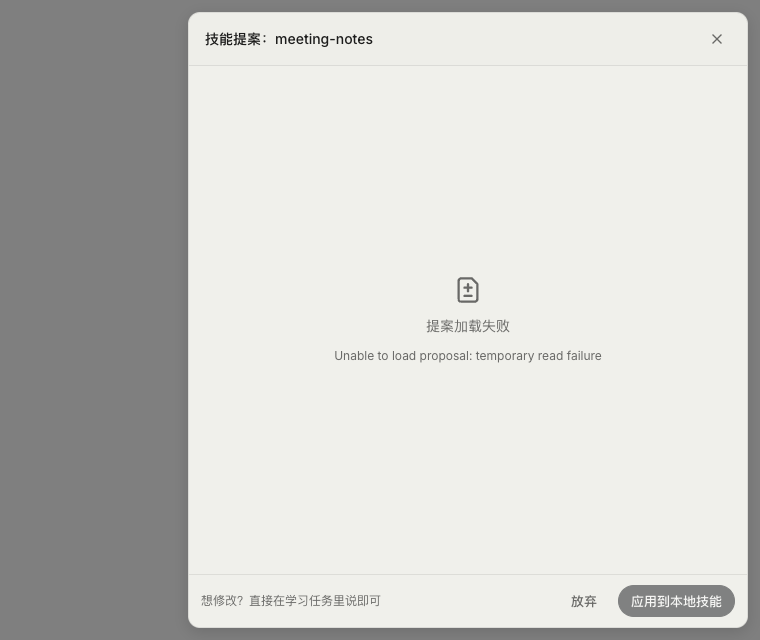 技能提案：meeting-notes
提案加载失败
Unable to load proposal: temporary read failure
想修改？直接在学习任务里说即可
放弃
应用到本地技能